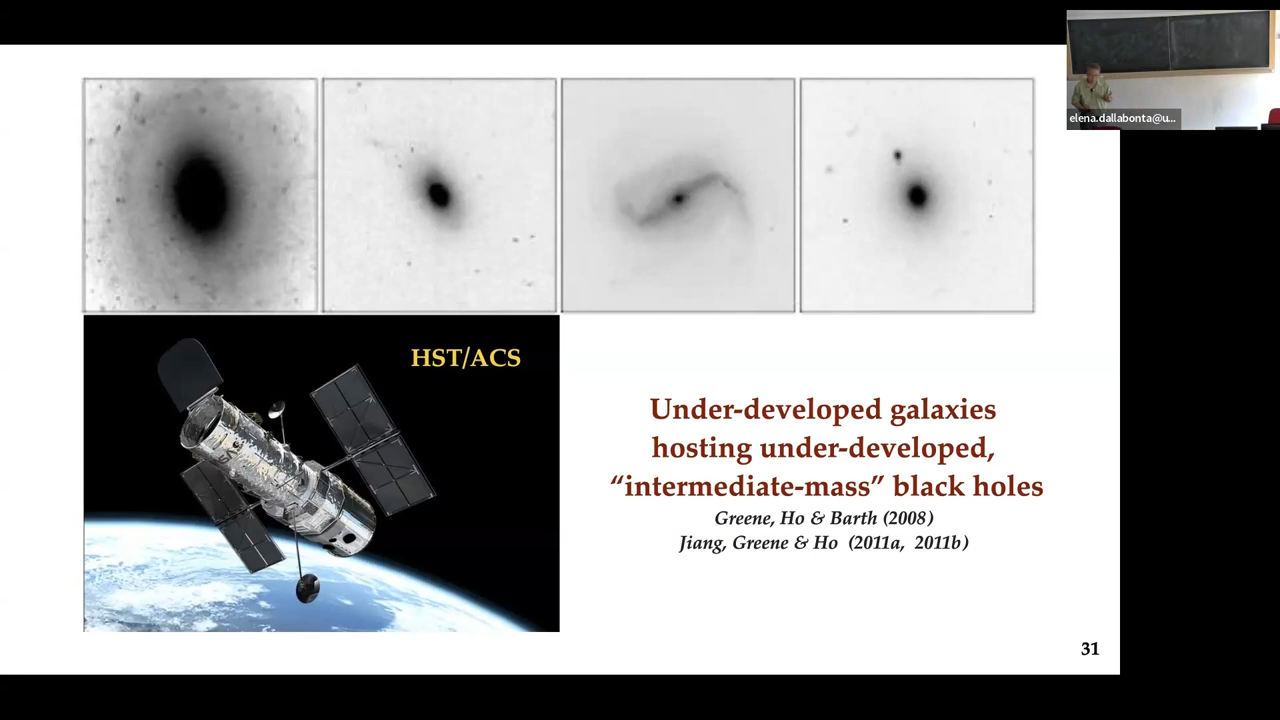 elena.dallabonta@u...
HST/ACS
Under-developed galaxies
hosting under-developed,
“intermediate-mass” black holes
Greene, Ho & Barth (2008)
Jiang, Greene & Ho (2011a, 2011b)
31